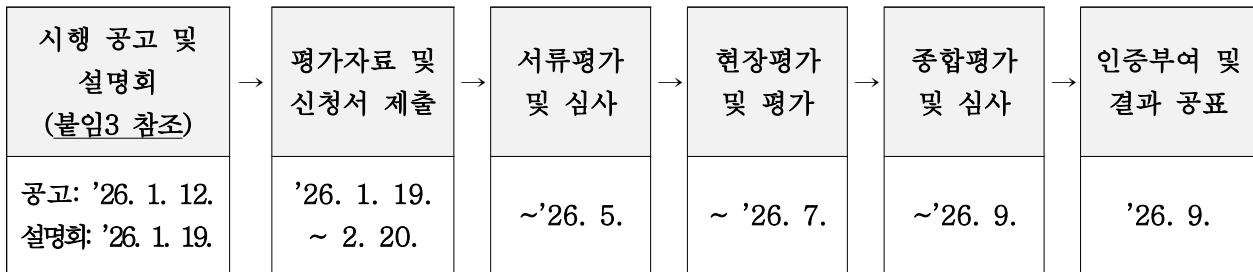 시행 공고 및
설명회
(붙임3 참조)
공고: ’26. 1. 12.
설명회: ’26. 1. 19.
→
평가자료 및
신청서 제출
’26. 1. 19.
~ 2. 20.
→
서류평가
및 심사
~’26. 5.
→
현장평가
및 평가
~ ’26. 7.
→
종합평가
및 심사
~’26. 9.
→
인증부여 및
결과 공표
’26. 9.